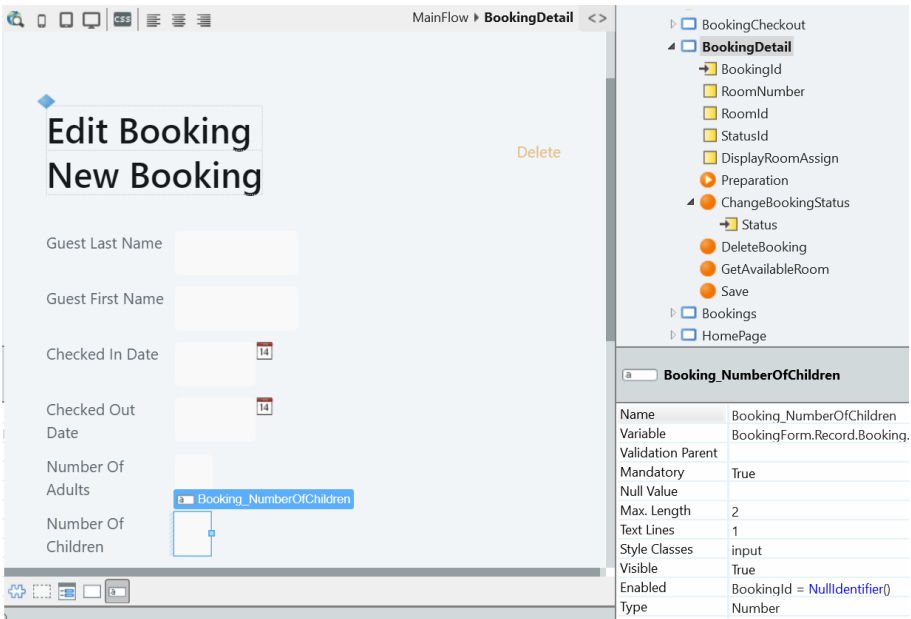 CSS
MainFlow ▸ BookingDetail
<>
Edit Booking
New Booking
Delete
Guest Last Name
Guest First Name
Checked In Date
14
Checked Out
Date
14
Number Of
Adults
a Booking_NumberOfChildren
Number Of
Children
a
BookingCheckout
BookingDetail
BookingId
RoomNumber
RoomId
StatusId
DisplayRoomAssign
Preparation
ChangeBookingStatus
Status
DeleteBooking
GetAvailableRoom
Save
Bookings
HomePage
a Booking_NumberOfChildren
Name Booking_NumberOfChildren
Variable BookingForm.Record.Booking.
Validation Parent
Mandatory True
Null Value
Max. Length 2
Text Lines 1
Style Classes input
Visible True
Enabled BookingId = NullIdentifier()
Type Number